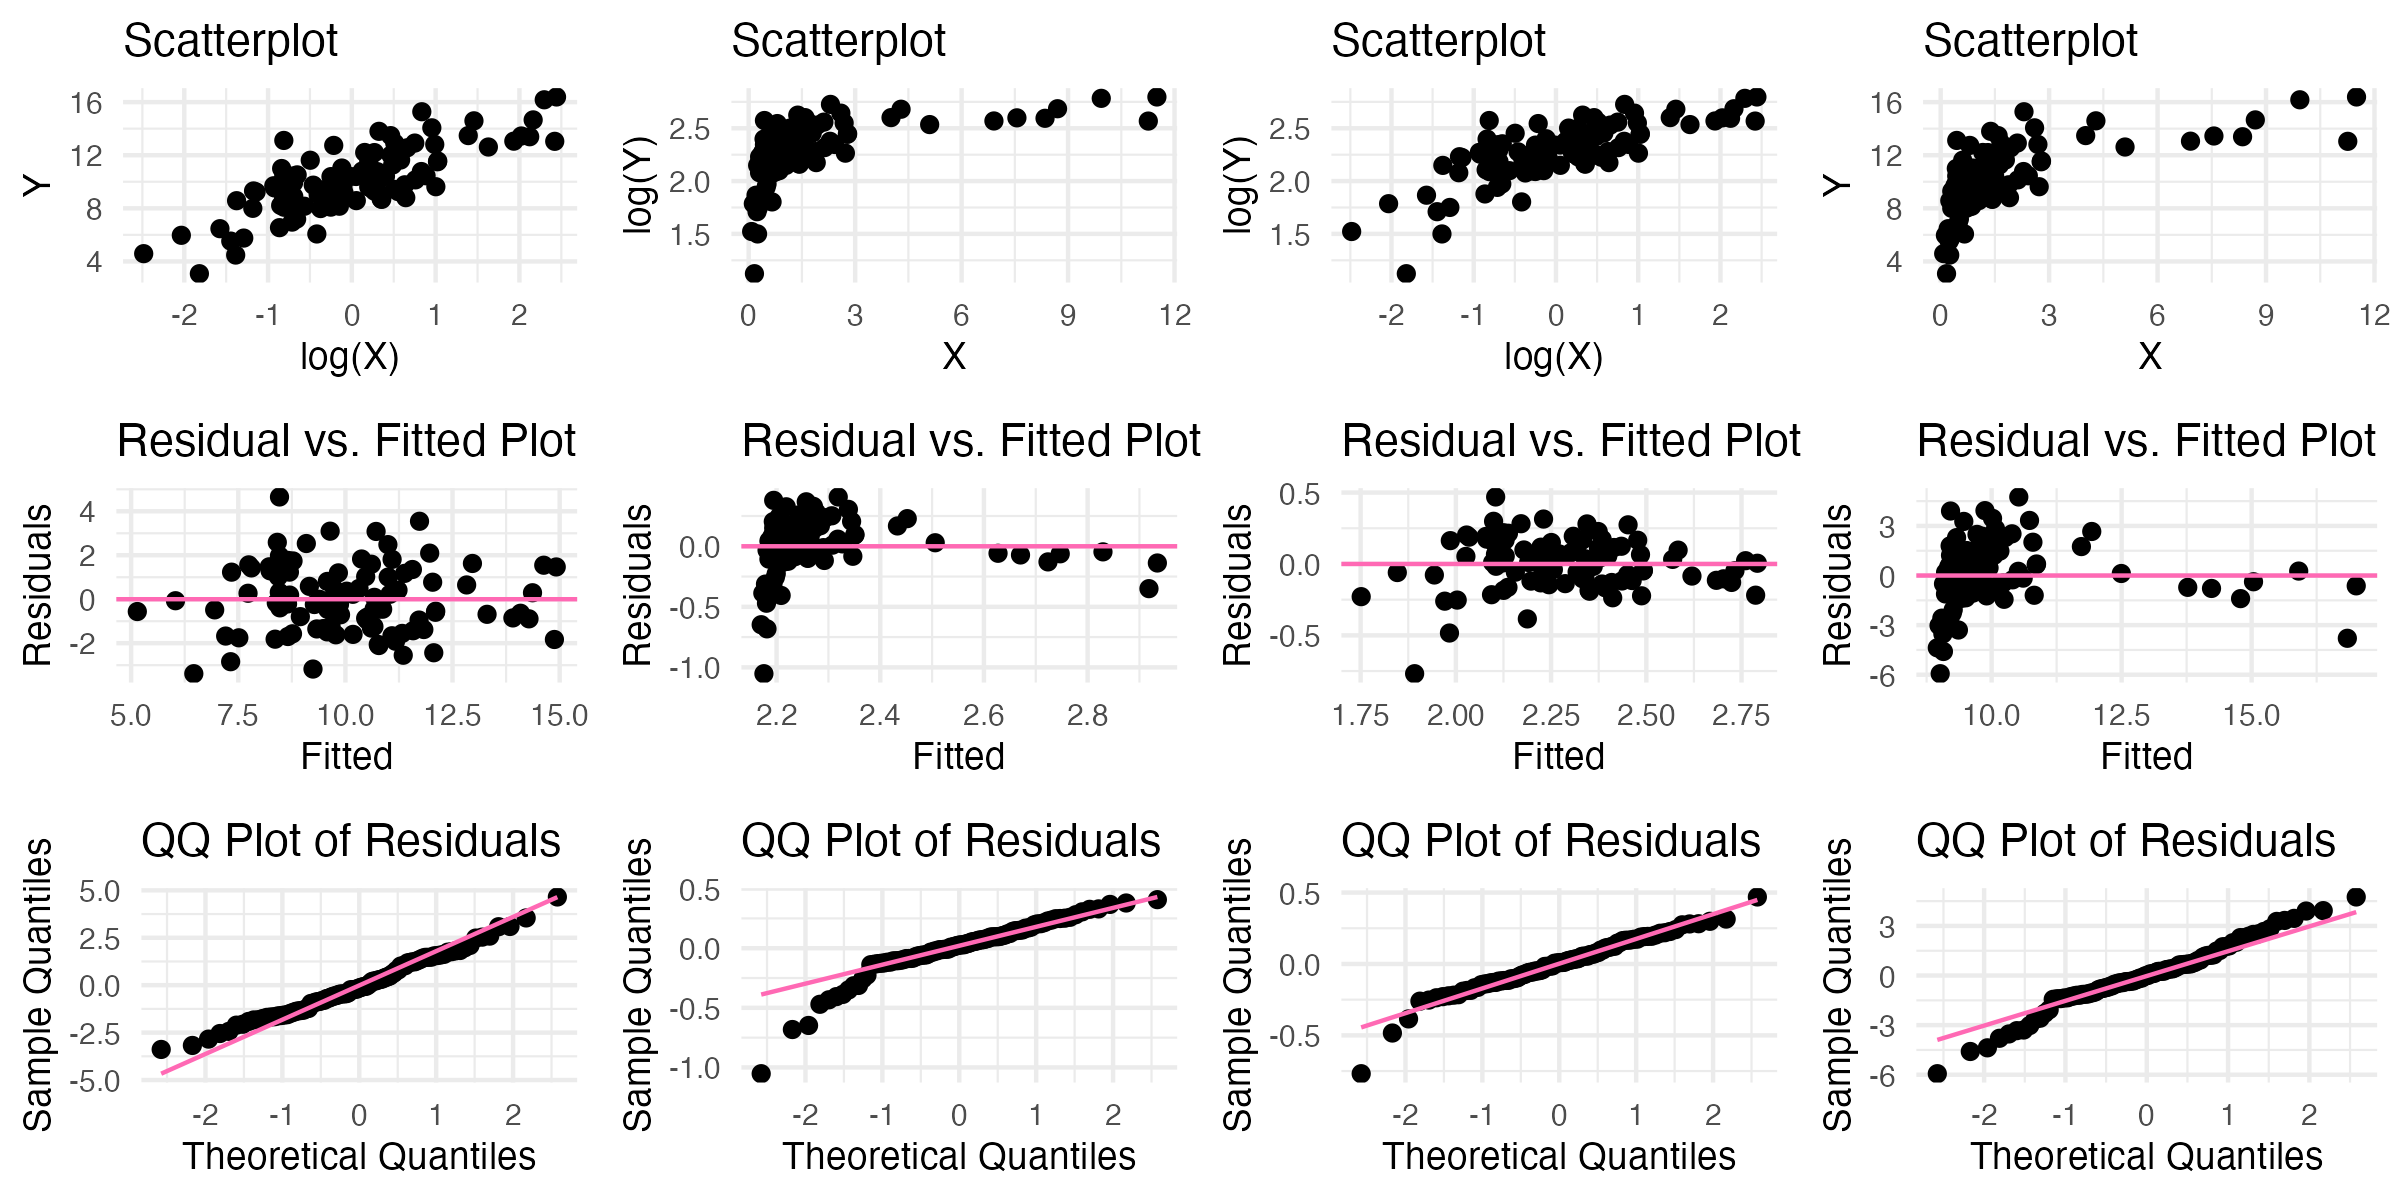 Scatterplot
Y
16
12
8
4
-2 -1 0 1 2
log(X)
Scatterplot
log(Y)
2.5
2.0
1.5
0 3 6 9 12
X
Scatterplot
log(Y)
2.5
2.0
1.5
-2 -1 0 1 2
log(X)
Scatterplot
Y
16
12
8
4
0 3 6 9 12
X
Residual vs. Fitted Plot
Residuals
4
2
0
-2
5.0 7.5 10.0 12.5 15.0
Fitted
Residual vs. Fitted Plot
Residuals
0.0
-0.5
-1.0
2.2 2.4 2.6 2.8
Fitted
Residual vs. Fitted Plot
Residuals
0.5
0.0
-0.5
1.75 2.00 2.25 2.50 2.75
Fitted
Residual vs. Fitted Plot
Residuals
3
0
-3
-6
10.0 12.5 15.0
Fitted
QQ Plot of Residuals
Sample Quantiles
5.0
2.5
0.0
-2.5
-5.0
-2 -1 0 1 2
Theoretical Quantiles
QQ Plot of Residuals
Sample Quantiles
0.5
0.0
-0.5
-1.0
-2 -1 0 1 2
Theoretical Quantiles
QQ Plot of Residuals
Sample Quantiles
0.5
0.0
-0.5
-2 -1 0 1 2
Theoretical Quantiles
QQ Plot of Residuals
Sample Quantiles
3
0
-3
-6
-2 -1 0 1 2
Theoretical Quantiles